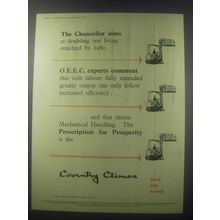 The Chancellor aims
at doubling our living
standard by 1980
O.E.E.C. experts comment
that with labour fully extended
greater output can only follow
increased efficiency . . .
. . . and that means
Mechanical Handling. The
Prescription for Prosperity
is the
Coventry Climax